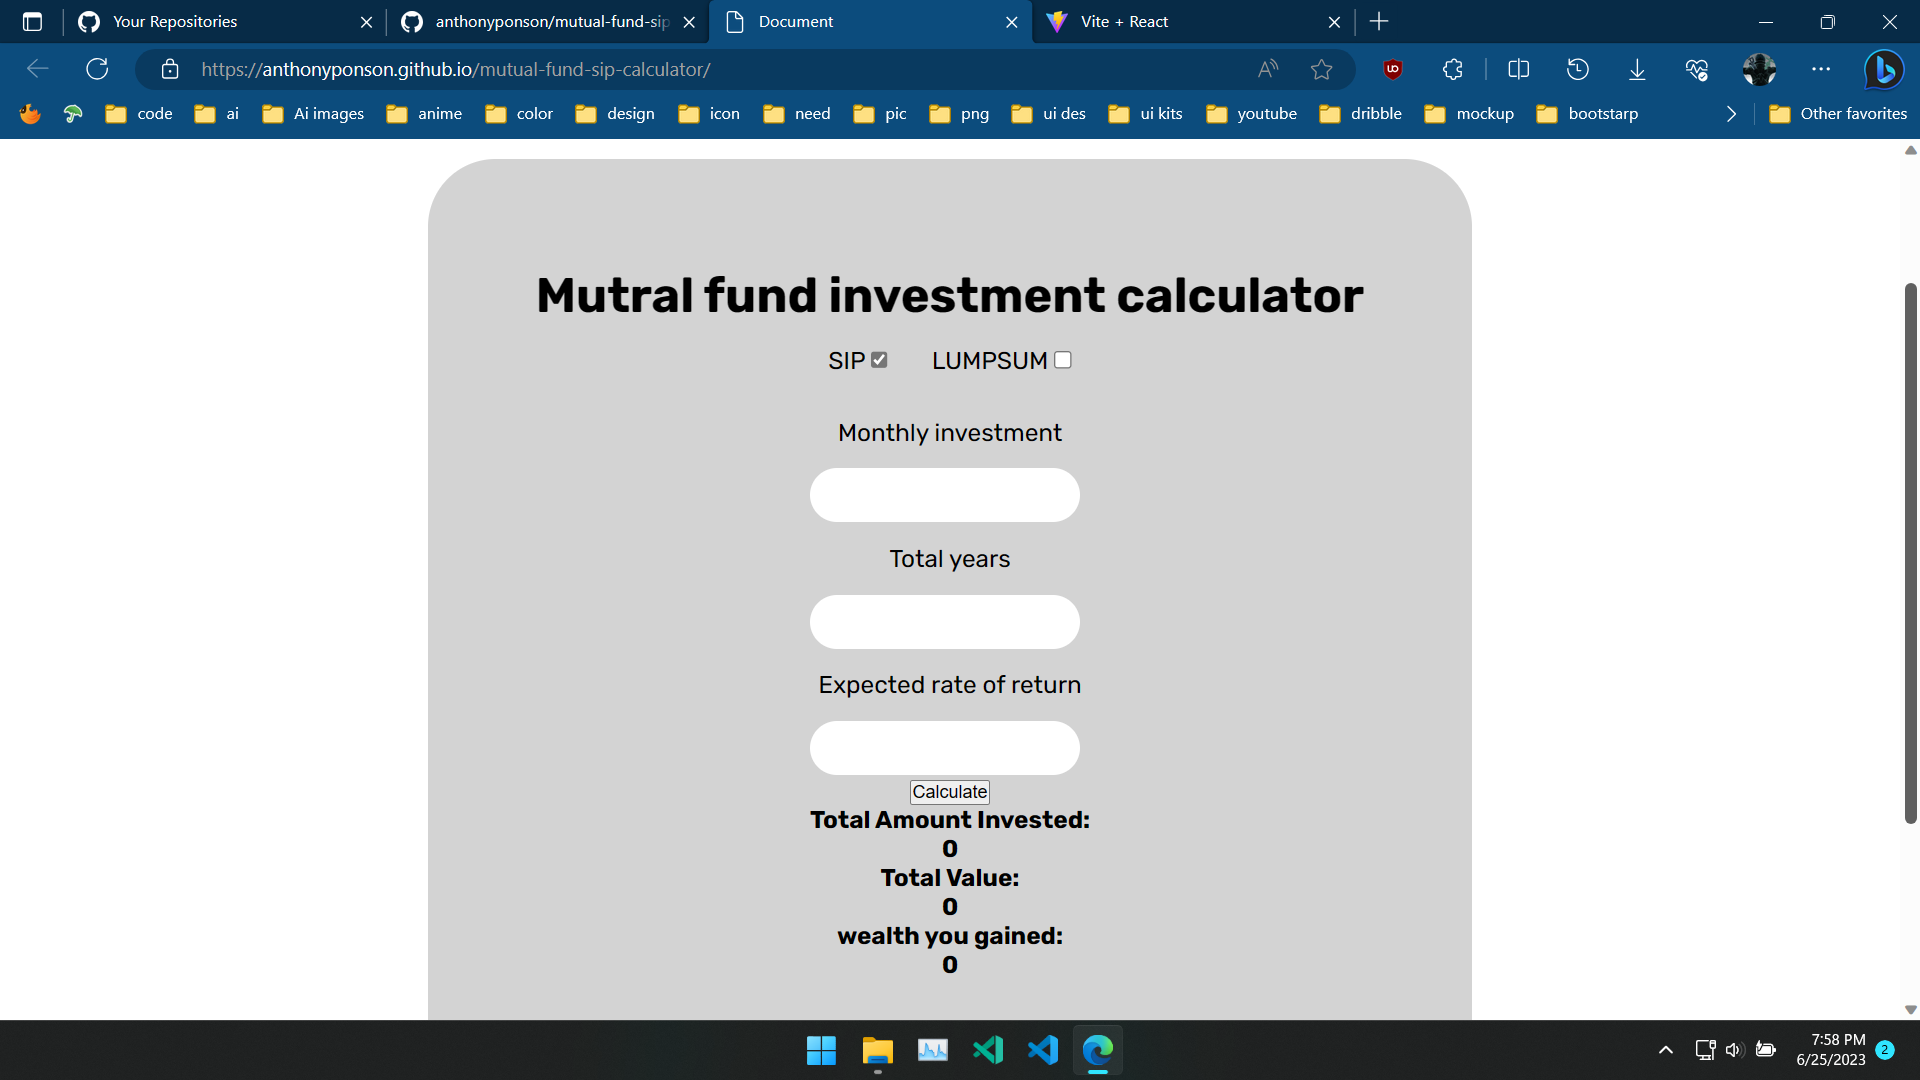 Your Repositories
anthonyponson/mutual-fund-sip
Document
Vite + React
https://anthonyponson.github.io/mutual-fund-sip-calculator/
code ai Ai images anime color design icon need pic png ui des ui kits youtube dribble mockup bootstarp Other favorites
Mutral fund investment calculator
SIP LUMPSUM
Monthly investment
Total years
Expected rate of return
Calculate
Total Amount Invested:
0
Total Value:
0
wealth you gained:
0
7:58 PM
6/25/2023
2